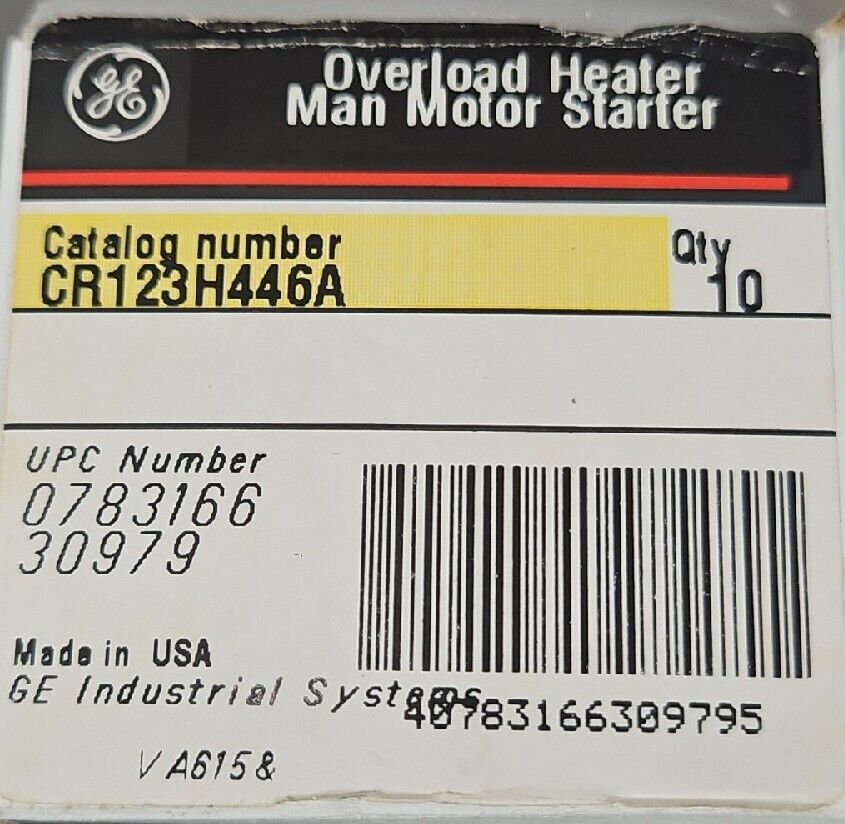 GE
Overload Heater
Man Motor Starter
Catalog number
CR123H446A
Qty
10
UPC Number
0783166
30979
Made in USA
GE Industrial Systems
40783166309795
VA615&